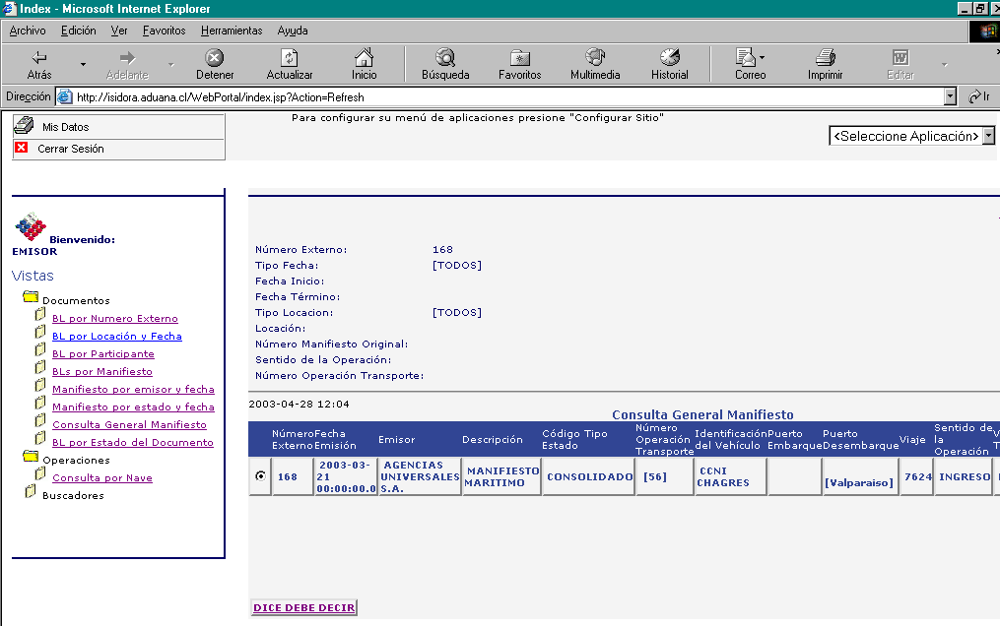 Index - Microsoft Internet Explorer
Archivo Edición Ver Favoritos Herramientas Ayuda
Atrás Adelante Detener Actualizar Inicio Búsqueda Favoritos Multimedia Historial Correo Imprimir Editar
Dirección http://isidora.aduana.cl/WebPortal/index.jsp?Action=Refresh Ir
Mis Datos
Cerrar Sesión
Para configurar su menú de aplicaciones presione "Configurar Sitio"
<Seleccione Aplicación>
Bienvenido:
EMISOR
Vistas
Documentos
BL por Numero Externo
BL por Locación y Fecha
BL por Participante
BLs por Manifiesto
Manifiesto por emisor y fecha
Manifiesto por estado y fecha
Consulta General Manifiesto
BL por Estado del Documento
Operaciones
Consulta por Nave
Buscadores
Número Externo: 168
Tipo Fecha: [TODOS]
Fecha Inicio:
Fecha Término:
Tipo Locacion: [TODOS]
Locación:
Número Manifiesto Original:
Sentido de la Operación:
Número Operación Transporte:
2003-04-28 12:04
Consulta General Manifiesto
Número Externo Fecha Emisión Emisor Descripción Código Tipo Estado Número Operación Transporte Identificación del Vehículo Puerto Embarque Puerto Desembarque Viaje Sentido de la Operación
168 2003-03-21 00:00:00.0 AGENCIAS UNIVERSALES S.A. MANIFIESTO MARITIMO CONSOLIDADO [56] CCNI CHAGRES [Valparaiso] 7624 INGRESO
DICE DEBE DECIR